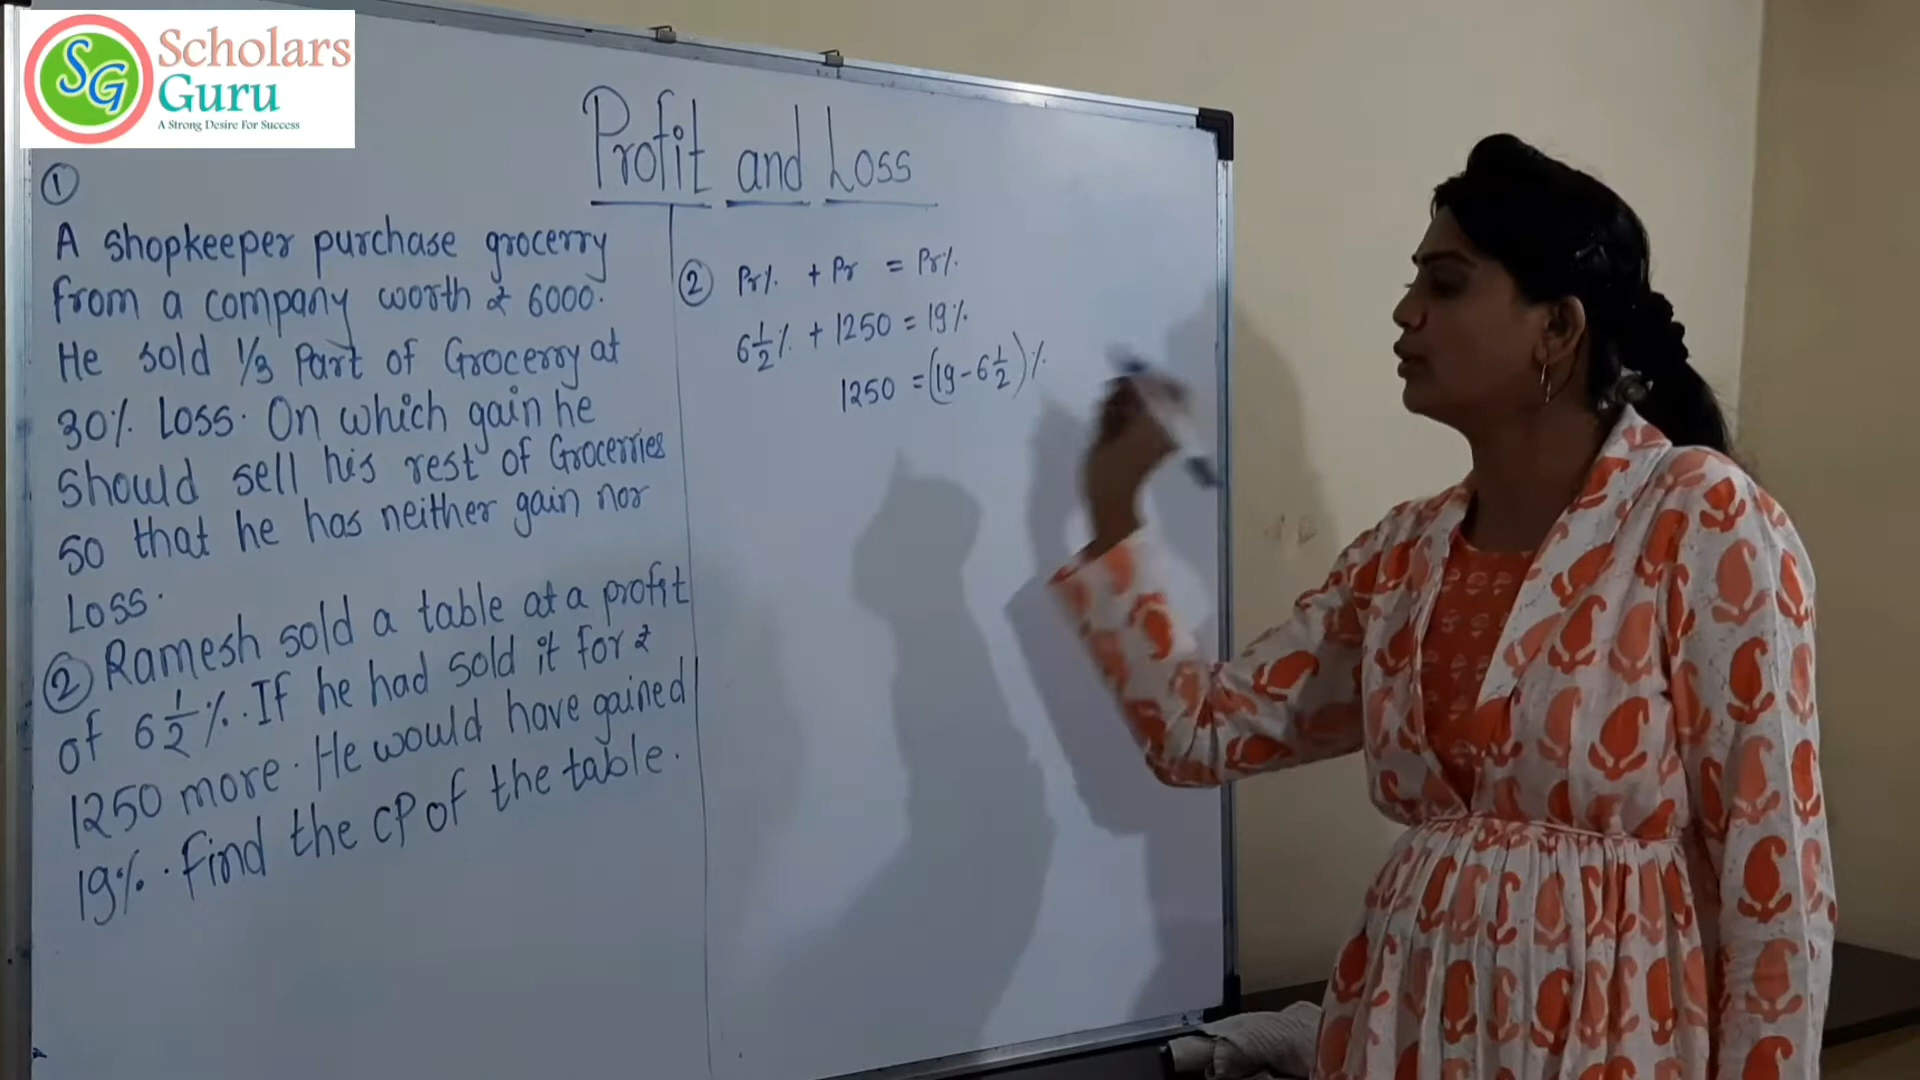 SG
Scholars
Guru
A Strong Desire For Success
Profit and Loss
①
A shopkeeper purchase grocerry
from a company worth ₹ 6000.
He sold 1/3 Part of Grocerry at
30% Loss. On which gain he
should sell his rest of Grocerries
so that he has neither gain nor
Loss.
② Ramesh sold a table at a profit
of 6 1/2 %. If he had sold it for ₹
1250 more. He would have gained
19%. find the CP of the table.
② Pr% + Pr = Pr%
6 1/2 % + 1250 = 19%
1250 = (19 - 6 1/2) %